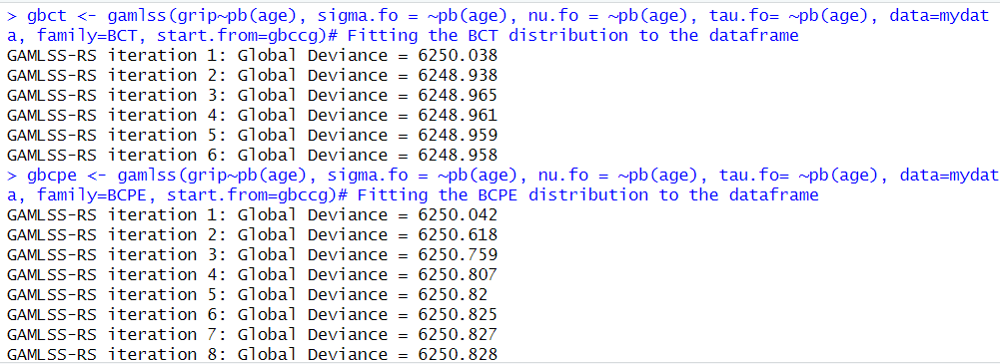 > gbct <- gamlss(grip~pb(age), sigma.fo = ~pb(age), nu.fo = ~pb(age), tau.fo= ~pb(age), data=mydat
a, family=BCT, start.from=gbccg)# Fitting the BCT distribution to the dataframe
GAMLSS-RS iteration 1: Global Deviance = 6250.038
GAMLSS-RS iteration 2: Global Deviance = 6248.938
GAMLSS-RS iteration 3: Global Deviance = 6248.965
GAMLSS-RS iteration 4: Global Deviance = 6248.961
GAMLSS-RS iteration 5: Global Deviance = 6248.959
GAMLSS-RS iteration 6: Global Deviance = 6248.958
> gbcpe <- gamlss(grip~pb(age), sigma.fo = ~pb(age), nu.fo = ~pb(age), tau.fo= ~pb(age), data=mydat
a, family=BCPE, start.from=gbccg)# Fitting the BCPE distribution to the dataframe
GAMLSS-RS iteration 1: Global Deviance = 6250.042
GAMLSS-RS iteration 2: Global Deviance = 6250.618
GAMLSS-RS iteration 3: Global Deviance = 6250.759
GAMLSS-RS iteration 4: Global Deviance = 6250.807
GAMLSS-RS iteration 5: Global Deviance = 6250.82
GAMLSS-RS iteration 6: Global Deviance = 6250.825
GAMLSS-RS iteration 7: Global Deviance = 6250.827
GAMLSS-RS iteration 8: Global Deviance = 6250.828